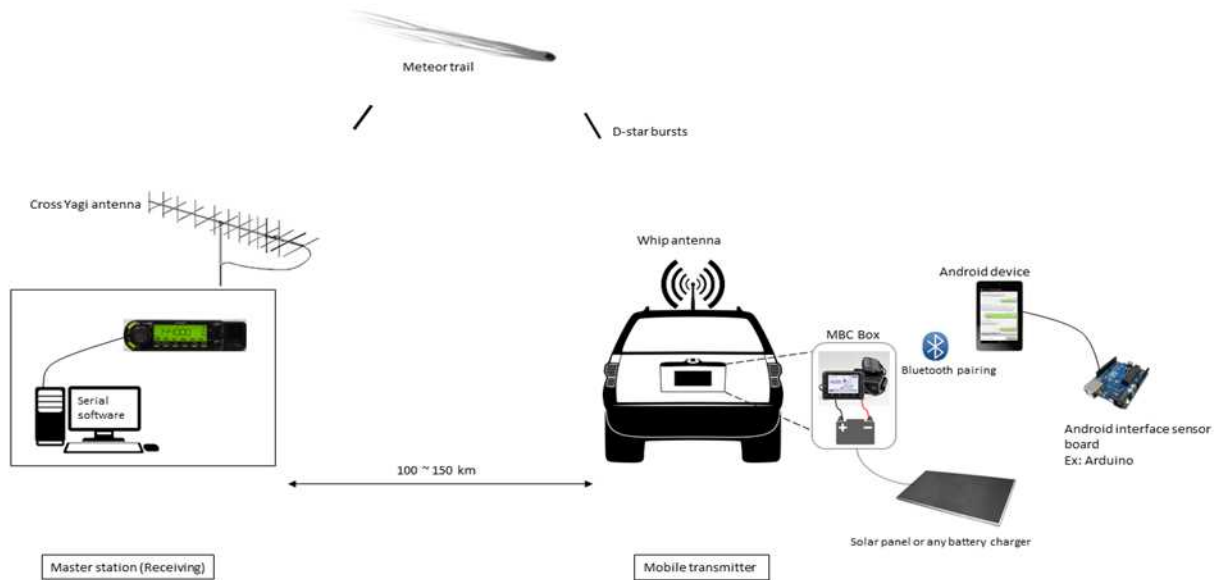 Meteor trail
D-star bursts
Cross Yagi antenna
Whip antenna
Android device
MBC Box
Bluetooth pairing
Serial
software
Android interface sensor
board
Ex: Arduino
100 ~ 150 km
Solar panel or any battery charger
Master station (Receiving)
Mobile transmitter